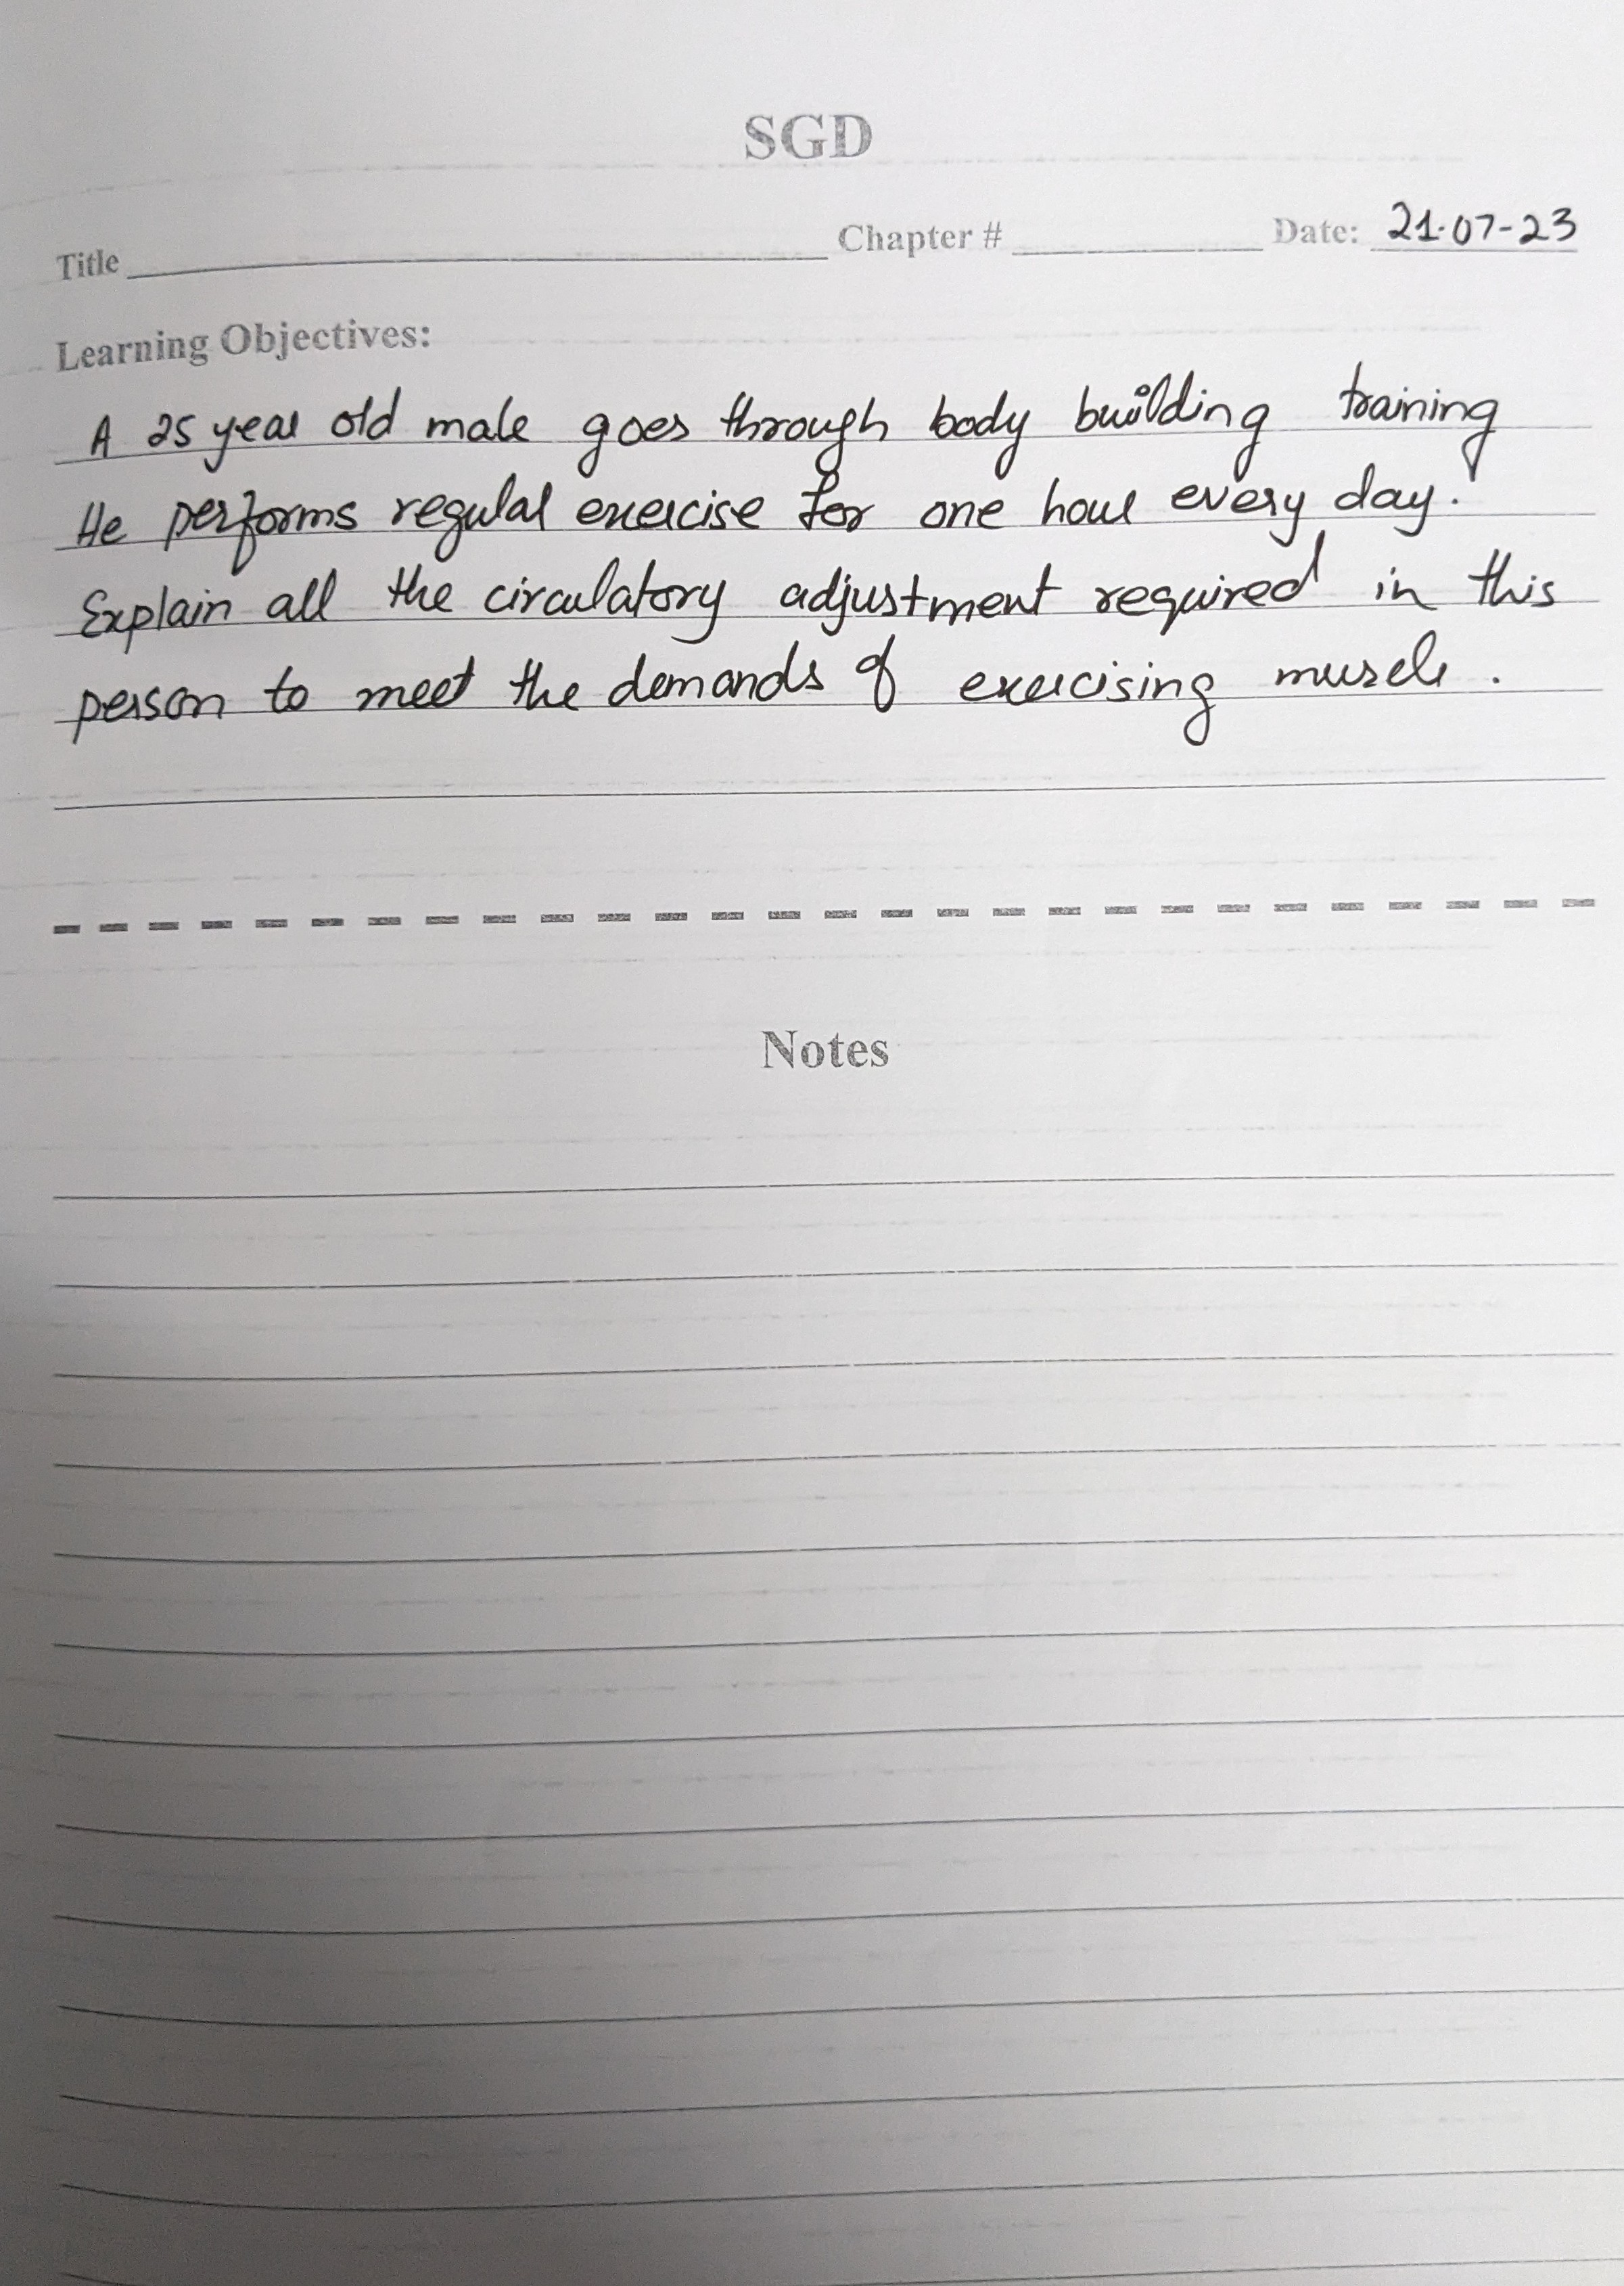 SGD
Title Chapter # Date: 21-07-23
Learning Objectives:
A 25 year old male goes through body building training
He performs regular exercise for one hour every day.
Explain all the circulatory adjustment required in this
person to meet the demands of exercising muscle.
Notes